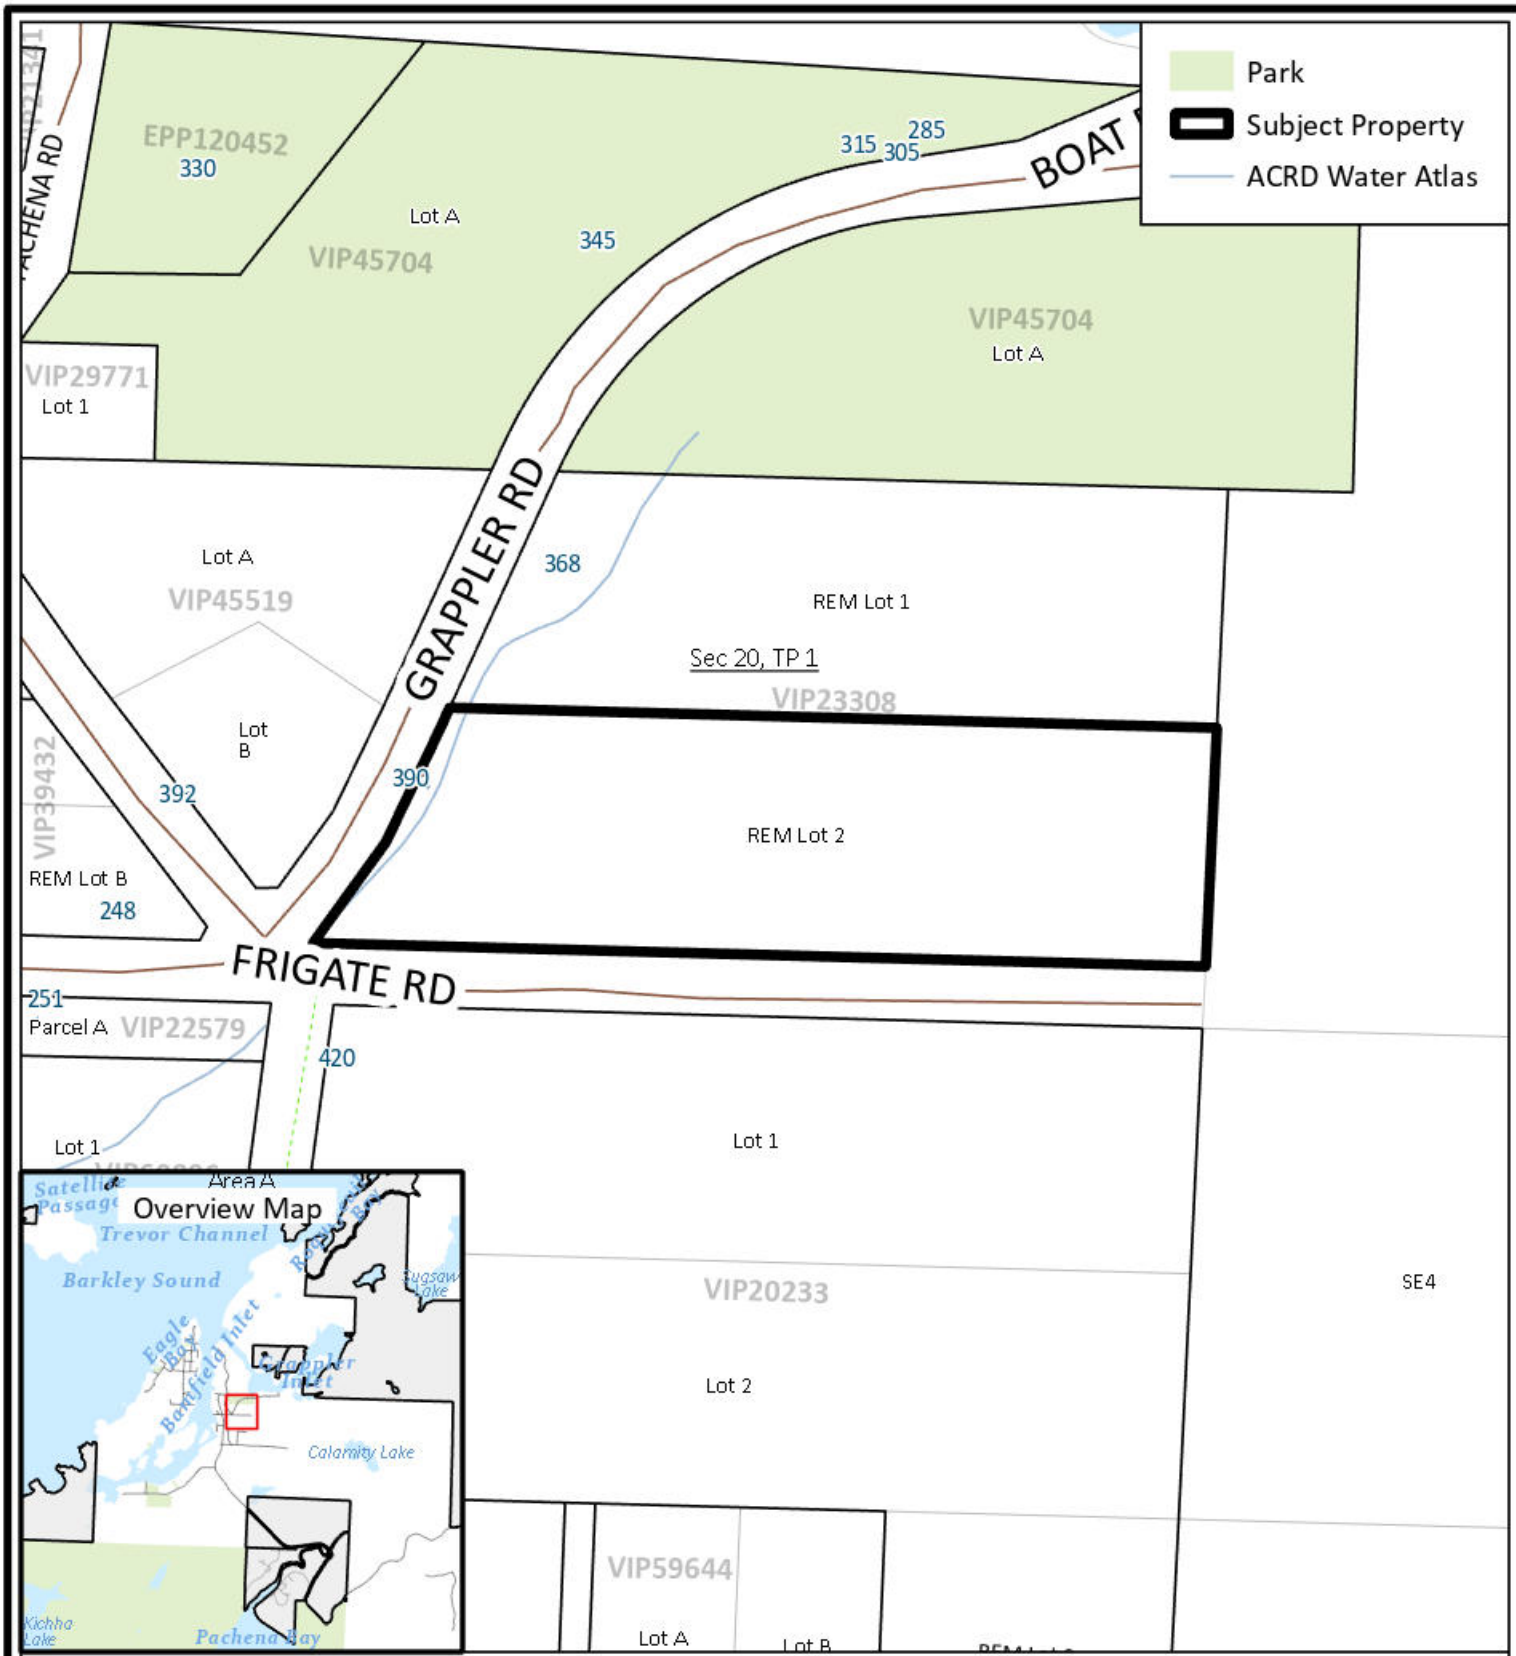 Park
Subject Property
ACRD Water Atlas
PACHENA RD
EPP120452
330
Lot A
VIP45704
345
315
285
305
BOAT
VIP45704
Lot A
VIP29771
Lot 1
GRAPPLER RD
Lot A
VIP45519
368
REM Lot 1
Sec 20, TP 1
VIP23308
Lot
B
392
390
VIP39432
REM Lot 2
REM Lot B
248
FRIGATE RD
251
Parcel A
VIP22579
420
Lot 1
Lot 1
VIP20233
SE4
Lot 2
VIP59644
Lot A
Lot B
Area A
Overview Map
Satellite
Passage
Trevor Channel
Barkley Sound
Sugsaw
Lake
Eagle
Bay
Bamfield Inlet
Grappler
Inlet
Calamity Lake
Kichha
Lake
Pachena Bay